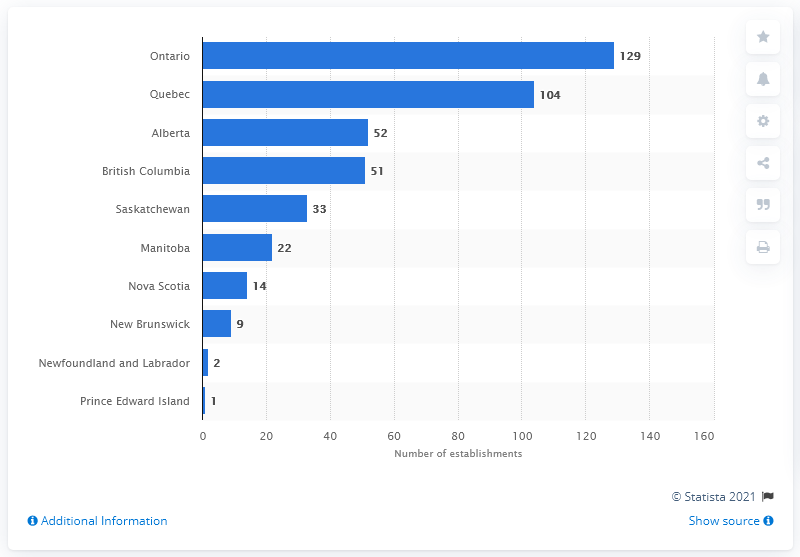 Ontario 129
Quebec 104
Alberta 52
British Columbia 51
Saskatchewan 33
Manitoba 22
Nova Scotia 14
New Brunswick 9
Newfoundland and Labrador 2
Prince Edward Island 1
0 20 40 60 80 100 120 140 160
Number of establishments
© Statista 2021
Additional Information
Show source